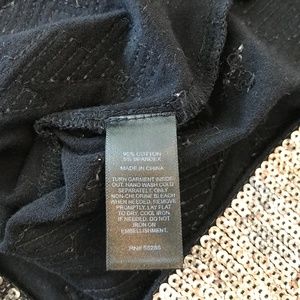 95% COTTON
5% SPANDEX
MADE IN CHINA
TURN GARMENT INSIDE-
OUT. HAND WASH COLD
SEPARATELY. ONLY
NON-CHLORINE BLEACH
WHEN NEEDED. REMOVE
PROMPTLY. LAY FLAT
TO DRY. COOL IRON
IF NEEDED. DO NOT
IRON ON
EMBELLISHMENT.
RN#